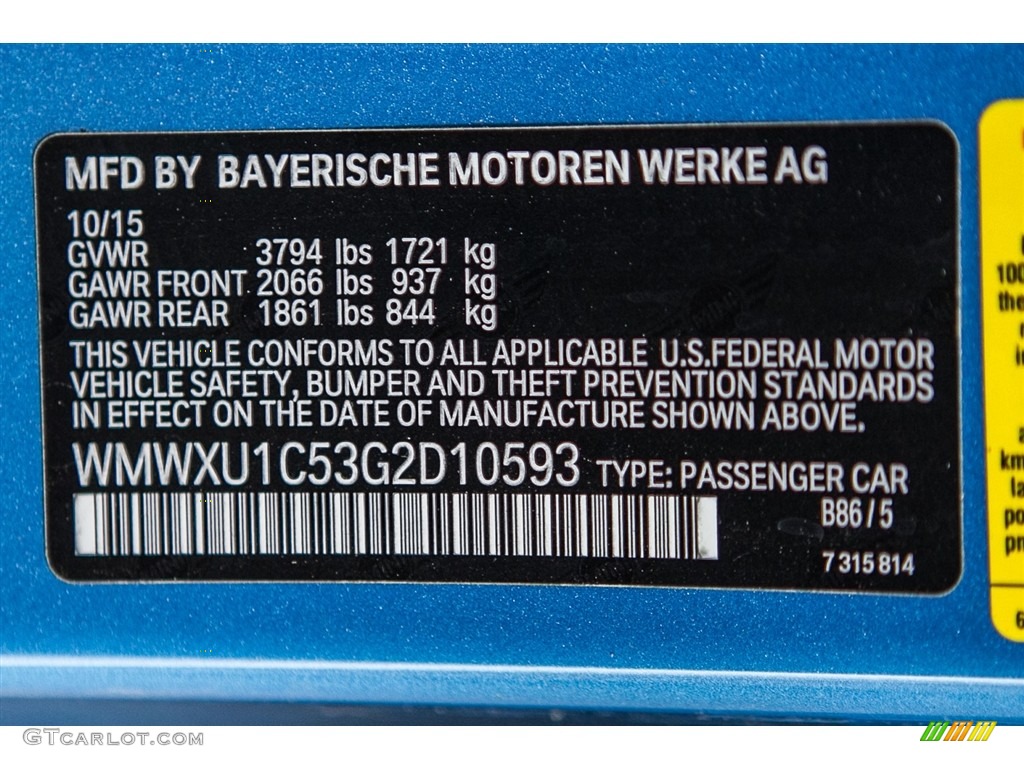 MFD BY BAYERISCHE MOTOREN WERKE AG
10/15
GVWR 3794 lbs 1721 kg
GAWR FRONT 2066 lbs 937 kg
GAWR REAR 1861 lbs 844 kg
THIS VEHICLE CONFORMS TO ALL APPLICABLE U.S.FEDERAL MOTOR
VEHICLE SAFETY, BUMPER AND THEFT PREVENTION STANDARDS
IN EFFECT ON THE DATE OF MANUFACTURE SHOWN ABOVE.
WMWXU1C53G2D10593 TYPE: PASSENGER CAR
B86/5
7 315 814
100
the
km
GTCarlot.com